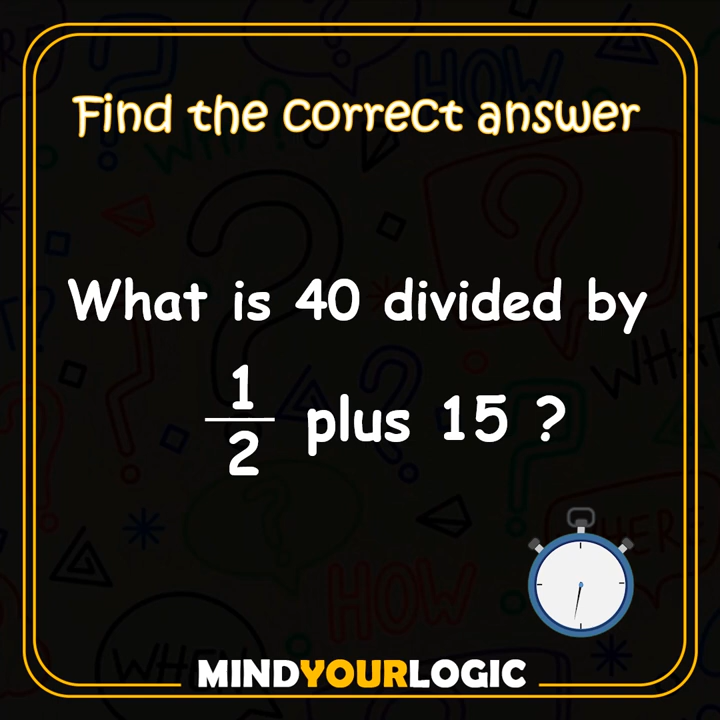 Find the correct answer
What is 40 divided by
1
2
plus 15 ?
MINDYOURLOGIC